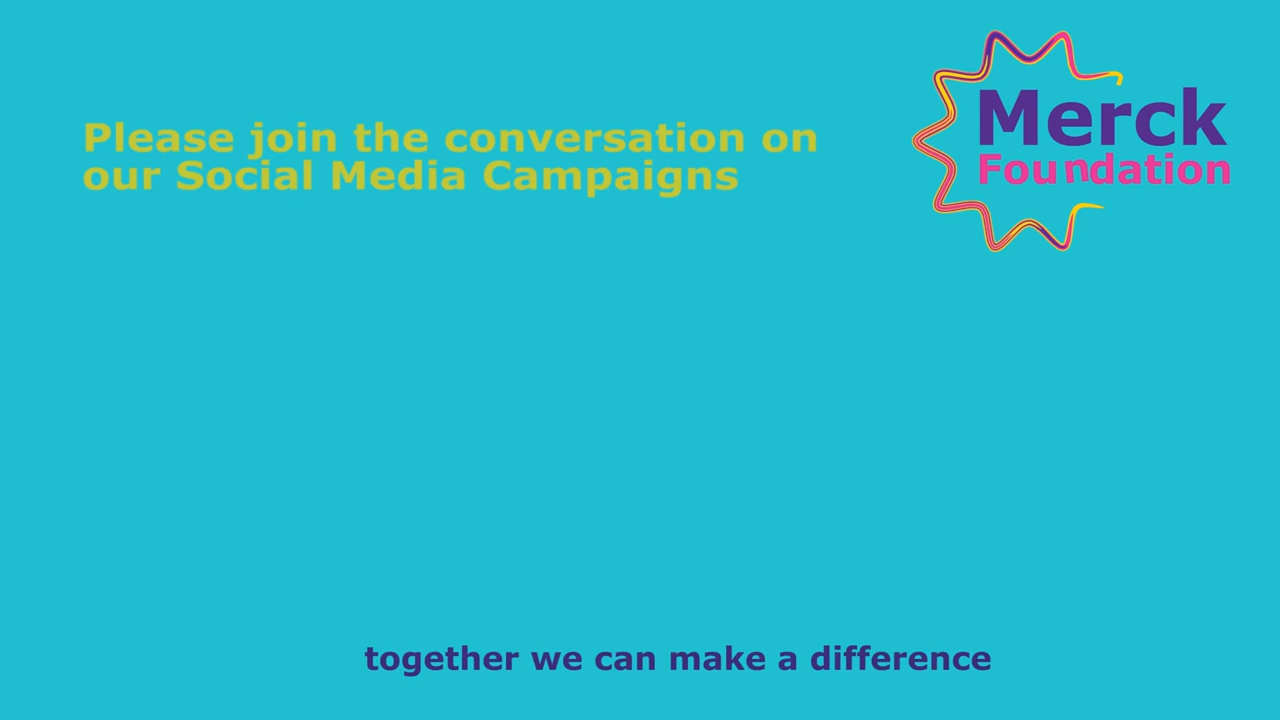 Please join the conversation on
our Social Media Campaigns
Merck
Foundation
together we can make a difference